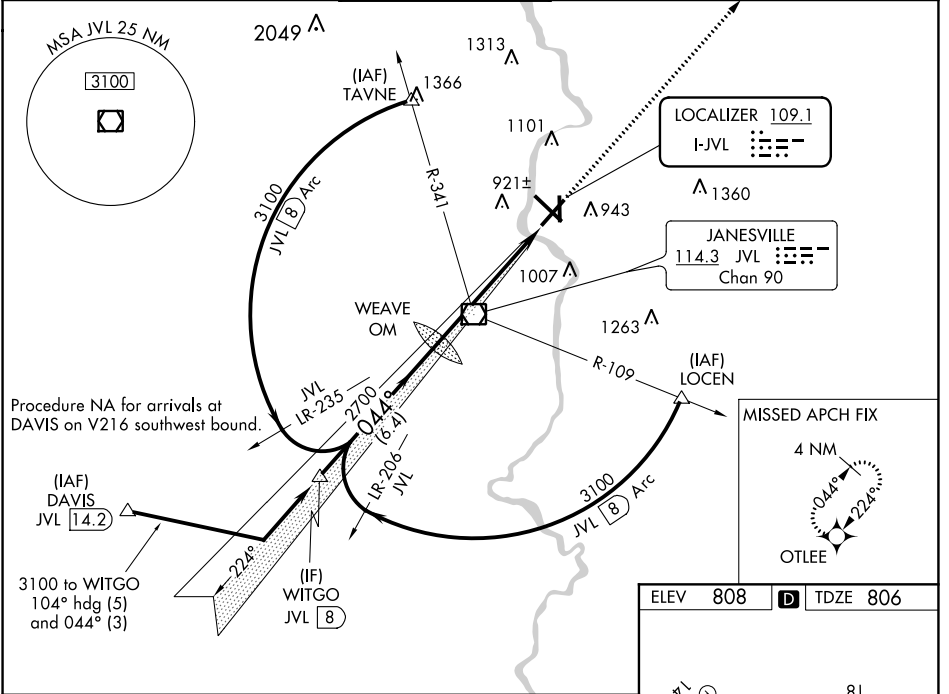 MSA JVL 25 NM
3100
2049
1313
(IAF)
TAVNE
1366
1101
LOCALIZER 109.1
I-JVL
921±
943
1360
R-341
3100
JVL 8 Arc
JANESVILLE
114.3 JVL
Chan 90
1007
WEAVE
OM
1263
R-109
(IAF)
LOCEN
JVL
LR-235
2700
044°
(6.4)
LR-206
JVL
3100
JVL 8 Arc
Procedure NA for arrivals at
DAVIS on V216 southwest bound.
(IAF)
DAVIS
JVL 14.2
224°
3100 to WITGO
104° hdg (5)
and 044° (3)
(IF)
WITGO
JVL 8
MISSED APCH FIX
4 NM
044°
224°
OTLEE
ELEV 808 D TDZE 806
14